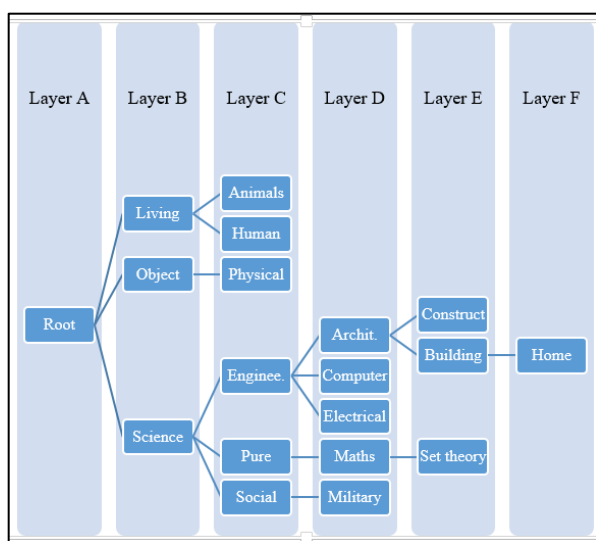 Layer A
Layer B
Layer C
Layer D
Layer E
Layer F
Animals
Living
Human
Object
Physical
Construct
Root
Archit.
Building
Home
Enginee.
Computer
Electrical
Science
Pure
Maths
Set theory
Social
Military